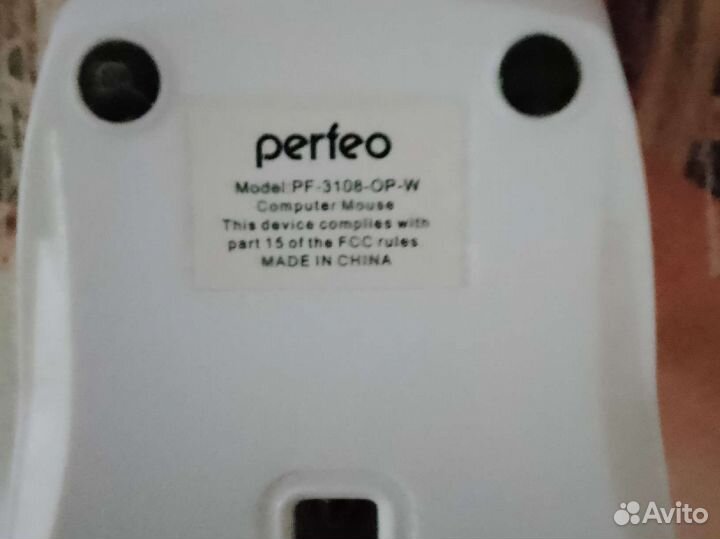 perfeo
Model:PF-3108-OP-W
Computer Mouse
This device complies with
part 15 of the FCC rules
MADE IN CHINA
Avito